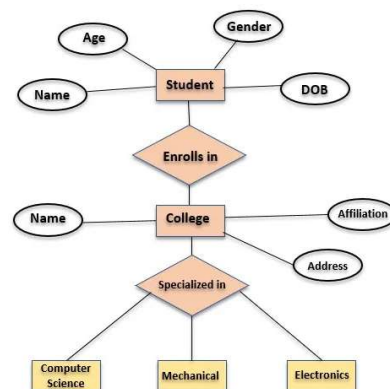 Gender
Age
Student
Name
DOB
Enrolls in
Name
College
Affiliation
Address
Specialized in
Computer
Science
Mechanical
Electronics